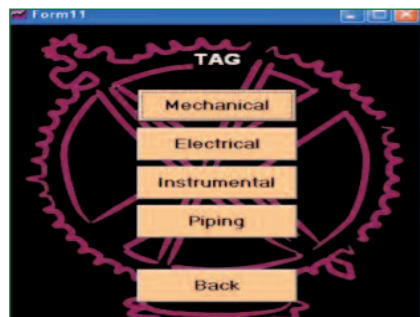 Form11
TAG
Mechanical
Electrical
Instrumental
Piping
Back